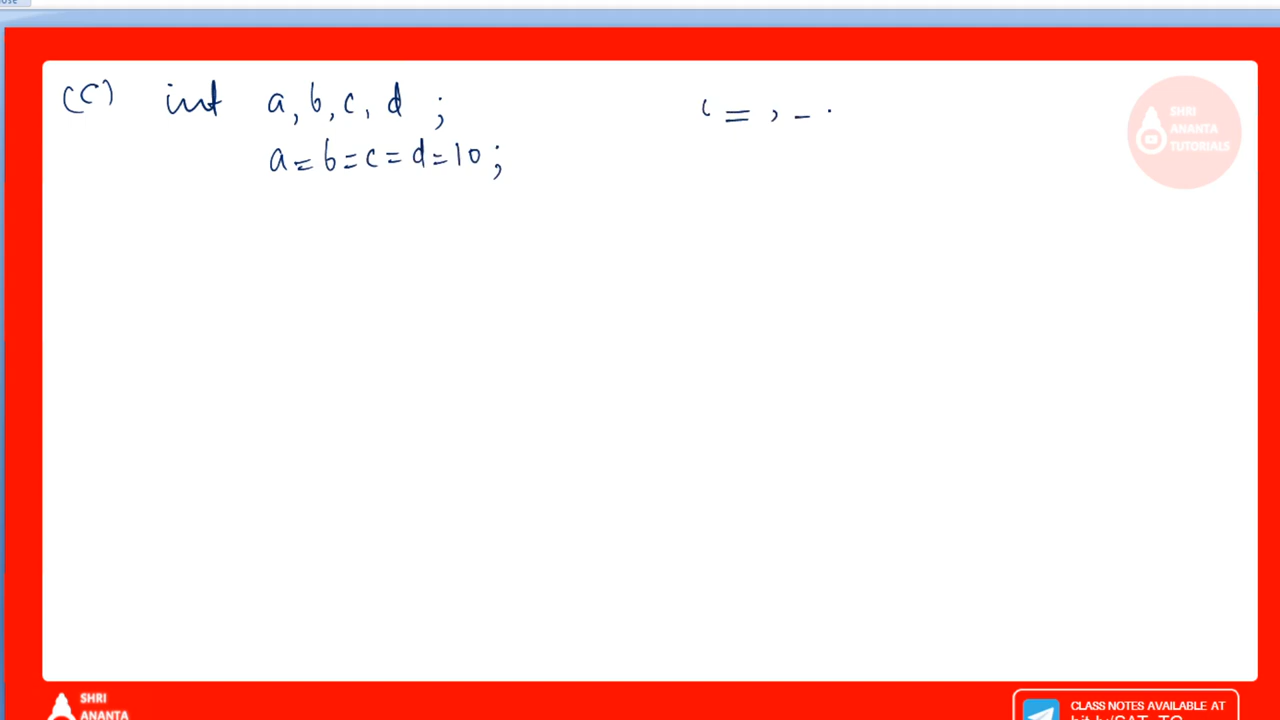 (C) int a, b, c, d ;
a = b = c = d = 10 ;
' = ' - .
SHRI
ANANTA
TUTORIALS
SHRI
ANANTA
CLASS NOTES AVAILABLE AT